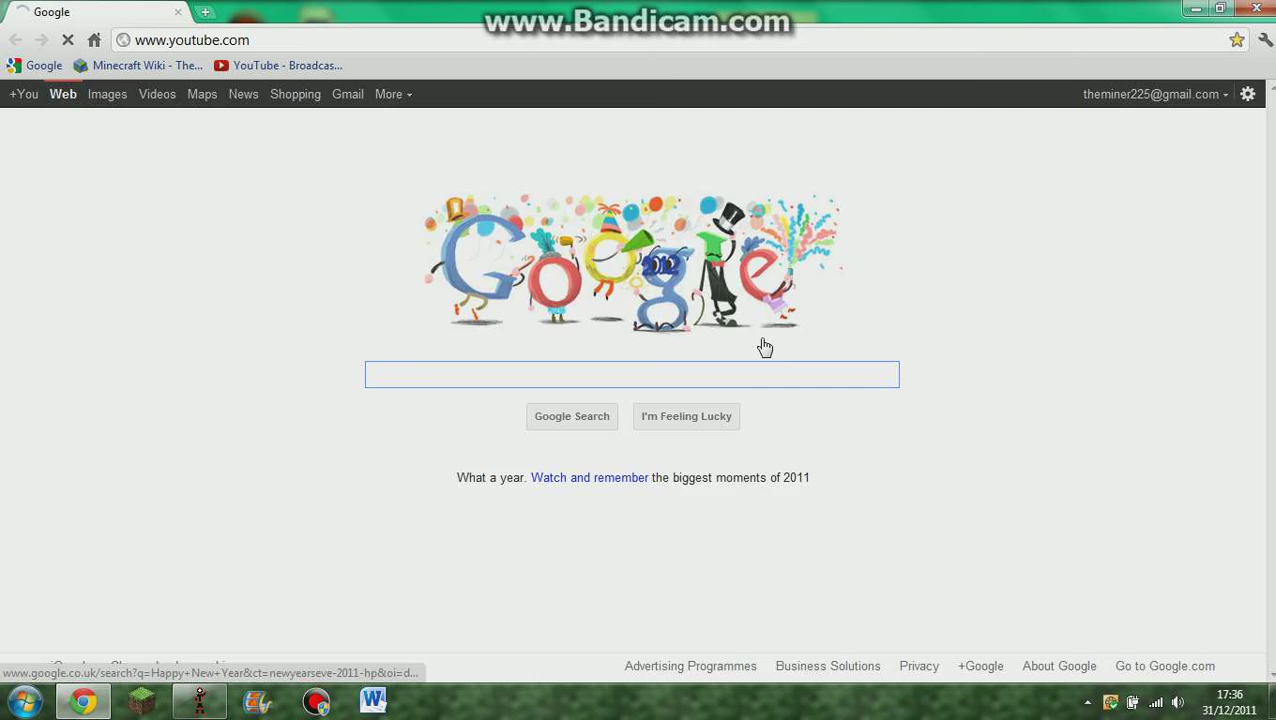 Google
www.Bandicam.com
www.youtube.com
Google Minecraft Wiki - The... YouTube - Broadcas...
+You Web Images Videos Maps News Shopping Gmail More theminer225@gmail.com
Google
2012
Google Search I'm Feeling Lucky
What a year. Watch and remember the biggest moments of 2011
Advertising Programmes Business Solutions Privacy +Google About Google Go to Google.com
www.google.co.uk/search?q=Happy+New+Year&ct=newyearseve-2011-hp&oi=d...
W
17:36
31/12/2011